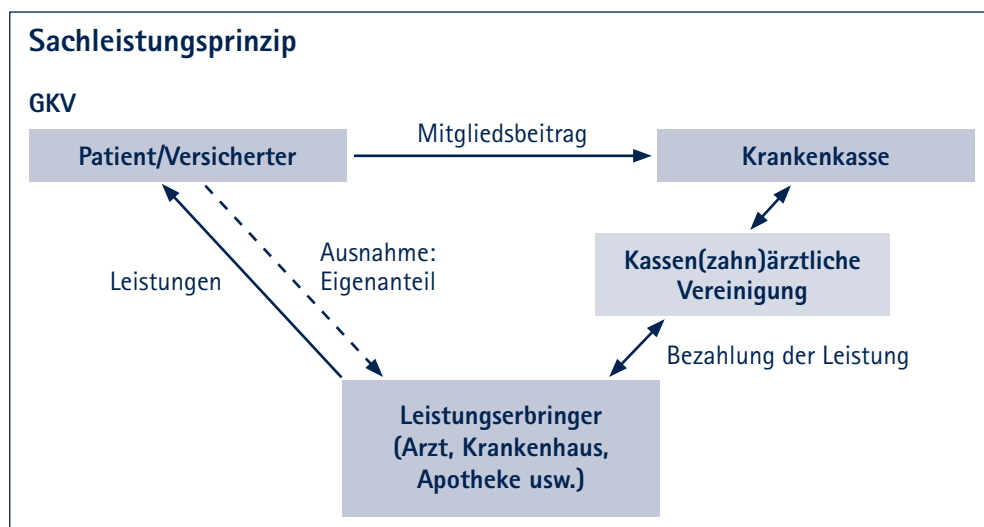 Sachleistungsprinzip
GKV
Patient/Versicherter
Mitgliedsbeitrag
Krankenkasse
Leistungen
Ausnahme:
Eigenanteil
Kassen(zahn)ärztliche
Vereinigung
Bezahlung der Leistung
Leistungserbringer
(Arzt, Krankenhaus,
Apotheke usw.)